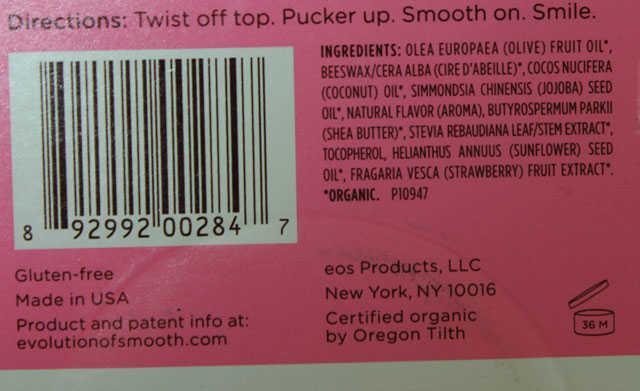 Directions: Twist off top. Pucker up. Smooth on. Smile.
8 92992 00284 7
INGREDIENTS: OLEA EUROPAEA (OLIVE) FRUIT OIL*,
BEESWAX/CERA ALBA (CIRE D'ABEILLE)*, COCOS NUCIFERA
(COCONUT) OIL*, SIMMONDSIA CHINENSIS (JOJOBA) SEED
OIL*, NATURAL FLAVOR (AROMA), BUTYROSPERMUM PARKII
(SHEA BUTTER)*, STEVIA REBAUDIANA LEAF/STEM EXTRACT*,
TOCOPHEROL, HELIANTHUS ANNUUS (SUNFLOWER) SEED
OIL*, FRAGARIA VESCA (STRAWBERRY) FRUIT EXTRACT*.
*ORGANIC. P10947
Gluten-free
Made in USA
Product and patent info at:
evolutionofsmooth.com
eos Products, LLC
New York, NY 10016
Certified organic
by Oregon Tilth
36 M